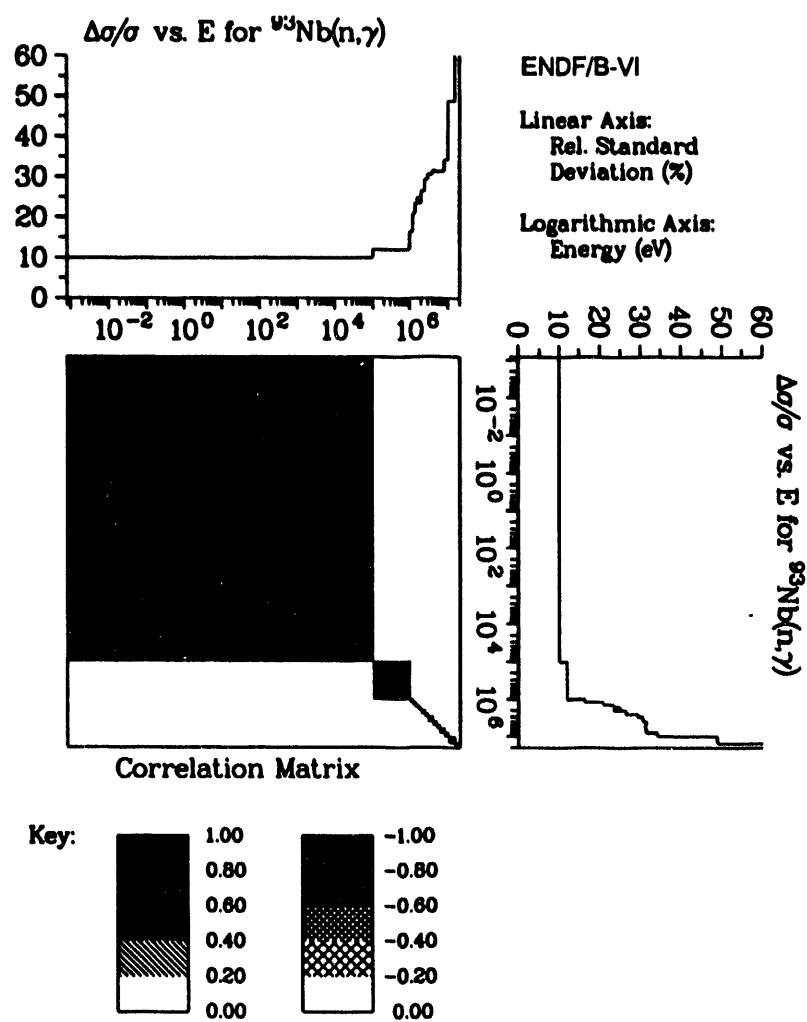 Δσ/σ vs. E for ⁹³Nb(n,γ)
60
50
40
30
20
10
0
10⁻² 10⁰ 10² 10⁴ 10⁶
ENDF/B-VI
Linear Axis:
Rel. Standard
Deviation (%)
Logarithmic Axis:
Energy (eV)
0 10 20 30 40 50 60
10⁻² 10⁰ 10² 10⁴ 10⁶
Δσ/σ vs. E for ⁹³Nb(n,γ)
Correlation Matrix
Key:
1.00
0.80
0.60
0.40
0.20
0.00
-1.00
-0.80
-0.60
-0.40
-0.20
0.00